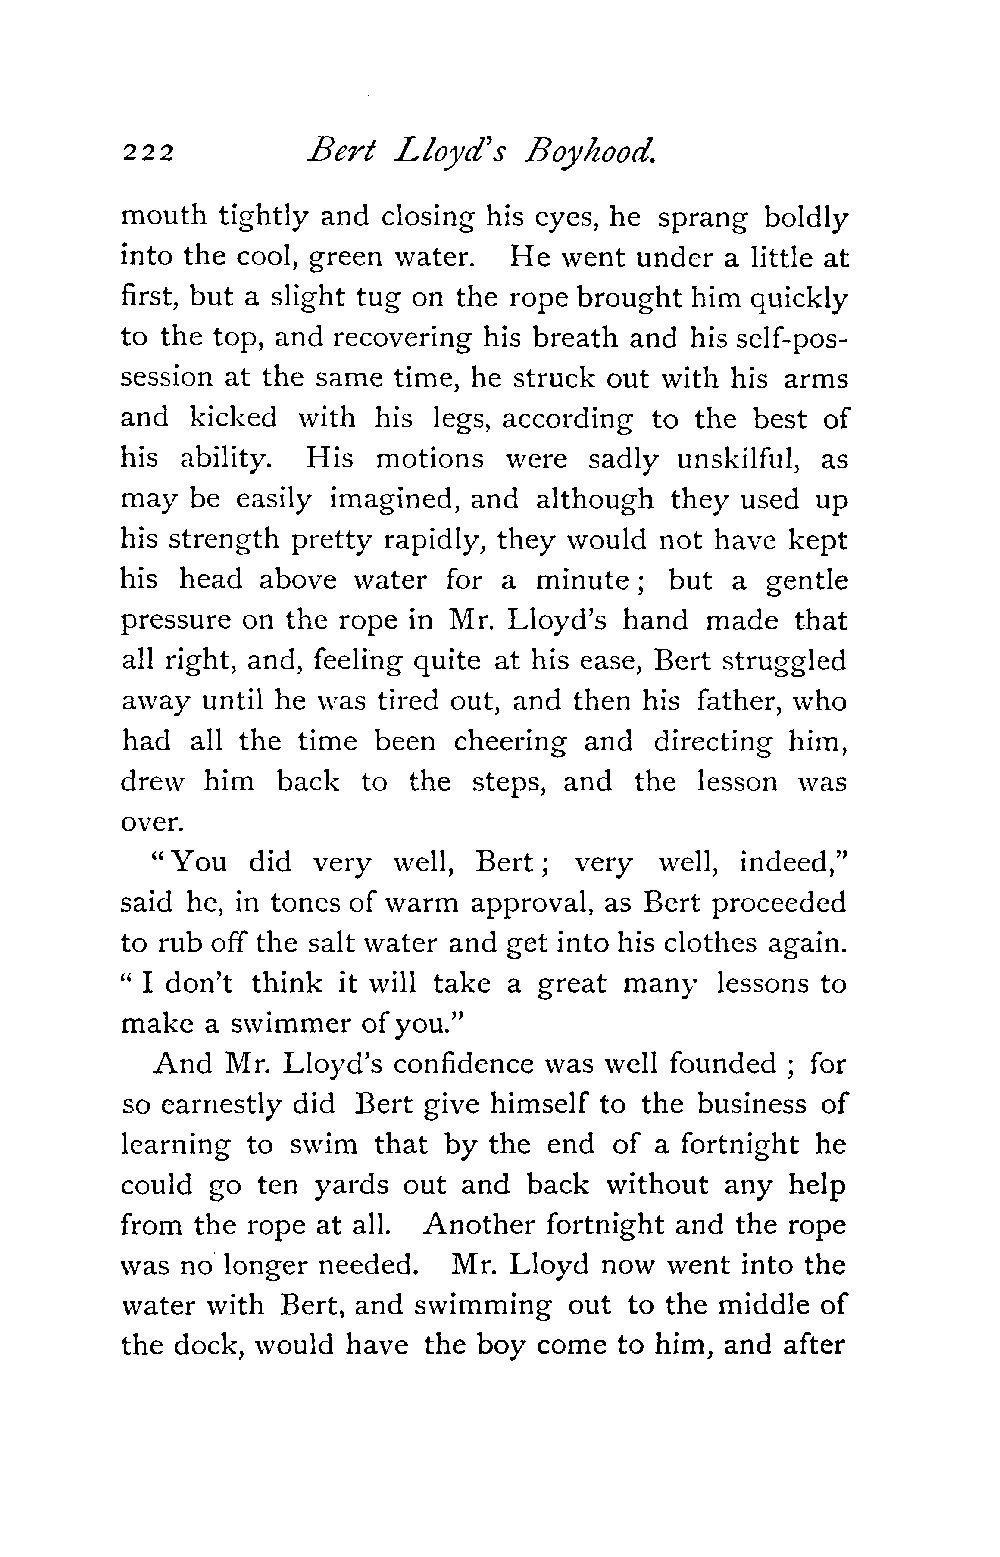 222 Bert Lloyd's Boyhood.
mouth tightly and closing his eyes, he sprang boldly
into the cool, green water. He went under a little at
first, but a slight tug on the rope brought him quickly
to the top, and recovering his breath and his self-pos-
session at the same time, he struck out with his arms
and kicked with his legs, according to the best of
his ability. His motions were sadly unskilful, as
may be easily imagined, and although they used up
his strength pretty rapidly, they would not have kept
his head above water for a minute; but a gentle
pressure on the rope in Mr. Lloyd's hand made that
all right, and, feeling quite at his ease, Bert struggled
away until he was tired out, and then his father, who
had all the time been cheering and directing him,
drew him back to the steps, and the lesson was
over.
"You did very well, Bert; very well, indeed,"
said he, in tones of warm approval, as Bert proceeded
to rub off the salt water and get into his clothes again.
"I don't think it will take a great many lessons to
make a swimmer of you."
And Mr. Lloyd's confidence was well founded; for
so earnestly did Bert give himself to the business of
learning to swim that by the end of a fortnight he
could go ten yards out and back without any help
from the rope at all. Another fortnight and the rope
was no longer needed. Mr. Lloyd now went into the
water with Bert, and swimming out to the middle of
the dock, would have the boy come to him, and after